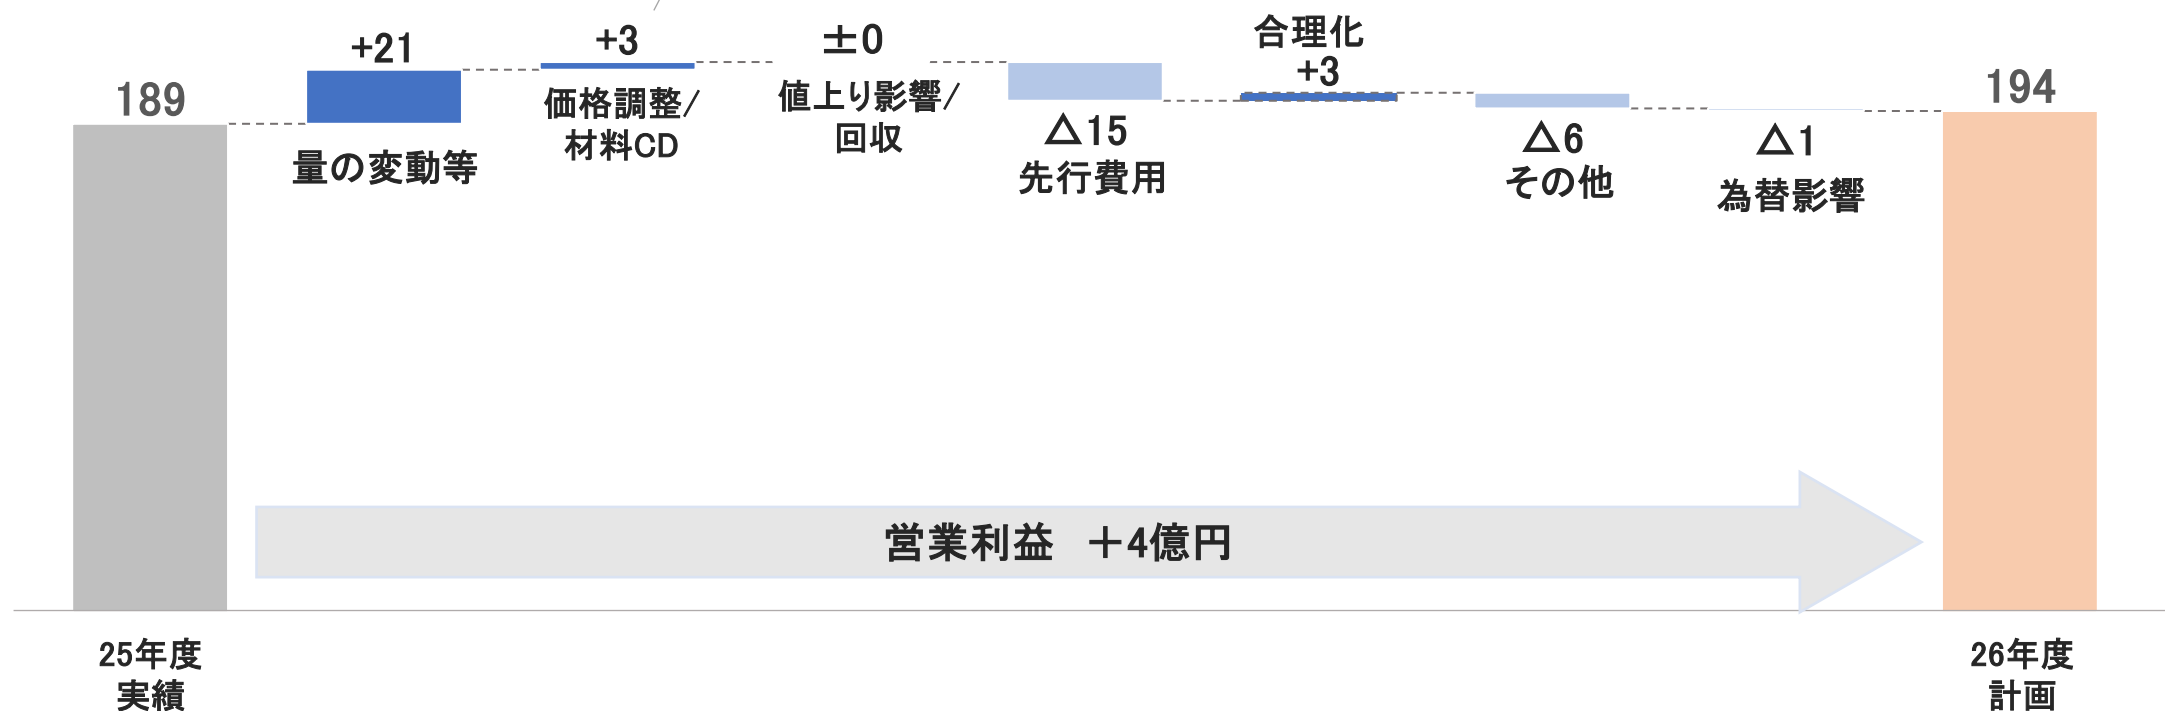 189
+21
量の変動等
+3
価格調整/
材料CD
±0
値上り影響/
回収
△15
先行費用
合理化
+3
△6
その他
△1
為替影響
194
営業利益　＋4億円
25年度
実績
26年度
計画